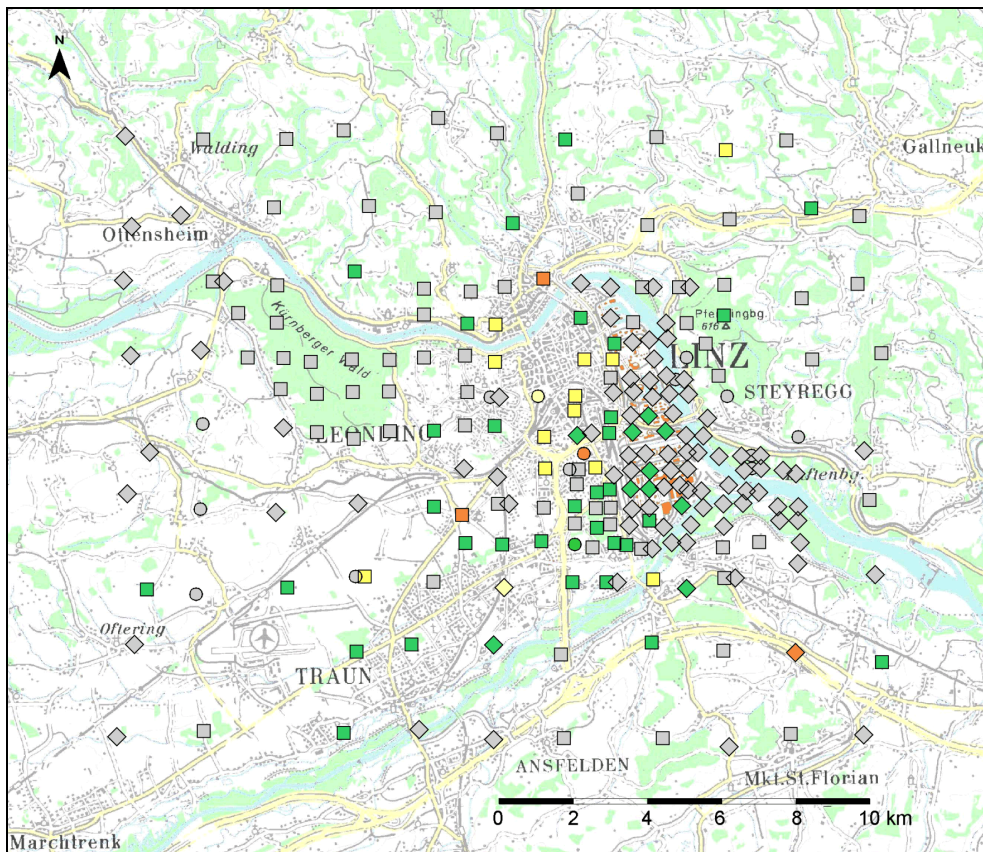 N
Walding
Gallneuk
Ottensheim
Pfenningbg.
616
Kürnberger Wald
LINZ
STEYREGG
LEONDING
Luftenbg.
Oftering
TRAUN
ANSFELDEN
Mkt.St.Florian
0 2 4 6 8 10 km
Marchtrenk